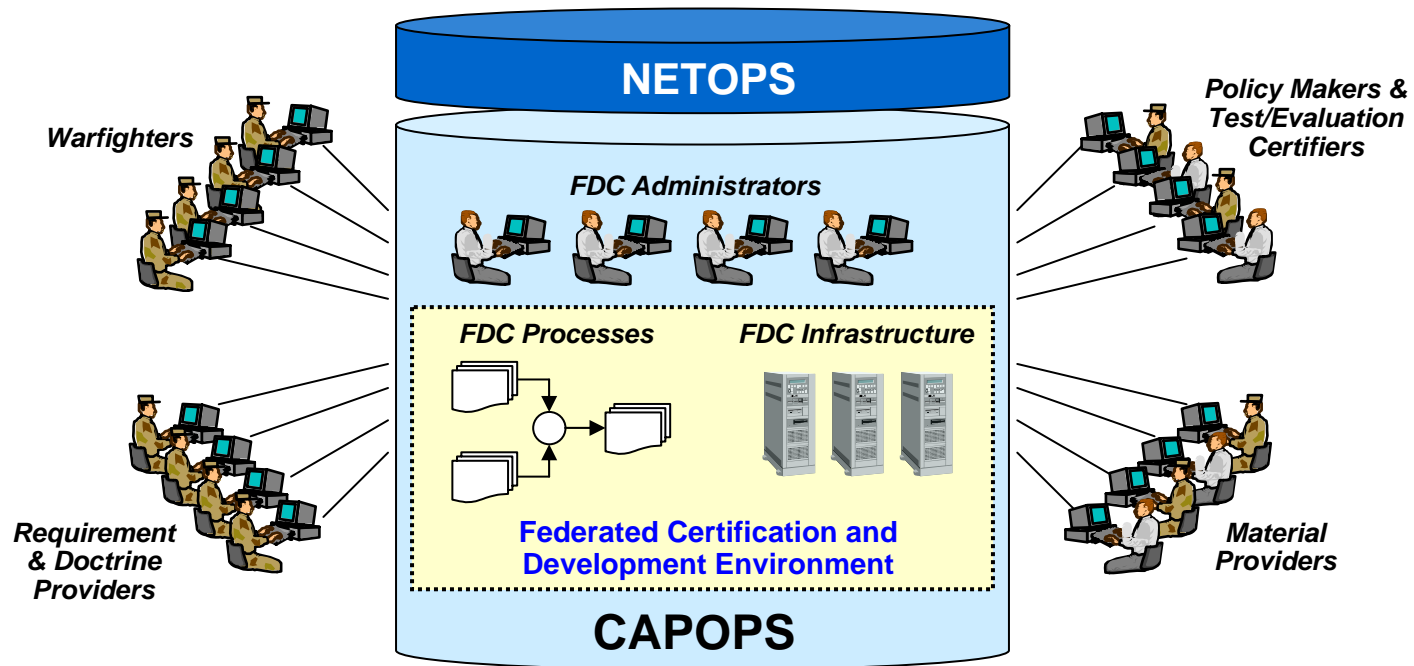 NETOPS
Warfighters
Policy Makers &
Test/Evaluation
Certifiers
FDC Administrators
FDC Processes
FDC Infrastructure
Federated Certification and
Development Environment
Requirement
& Doctrine
Providers
Material
Providers
CAPOPS